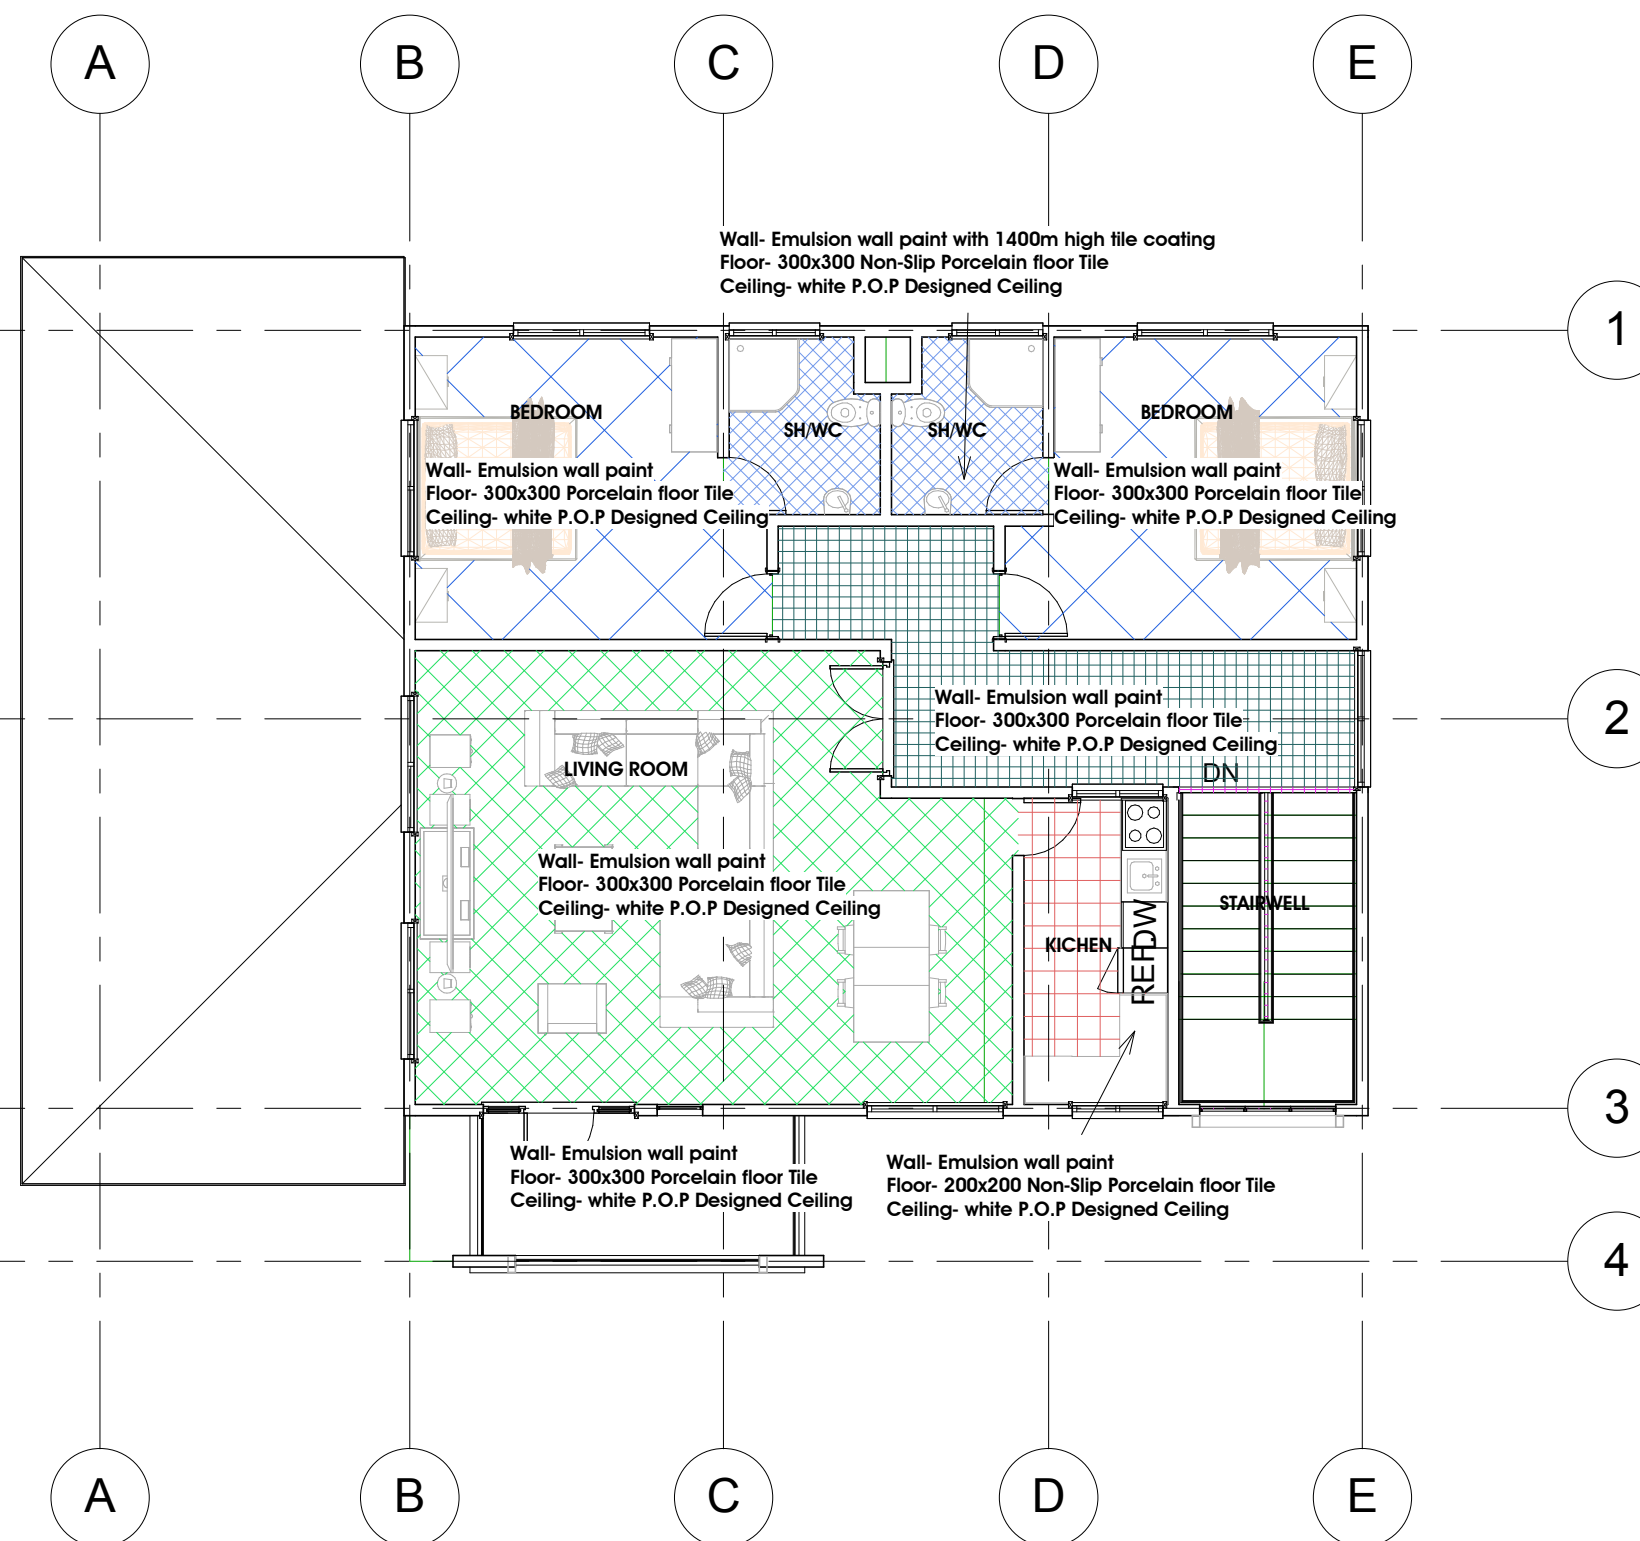 A
B
C
D
E
Wall- Emulsion wall paint with 1400m high tile coating
Floor- 300x300 Non-Slip Porcelain floor Tile
Ceiling- white P.O.P Designed Ceiling
1
BEDROOM
SH/WC
SH/WC
BEDROOM
Wall- Emulsion wall paint
Floor- 300x300 Porcelain floor Tile
Ceiling- white P.O.P Designed Ceiling
Wall- Emulsion wall paint
Floor- 300x300 Porcelain floor Tile
Ceiling- white P.O.P Designed Ceiling
2
Wall- Emulsion wall paint
Floor- 300x300 Porcelain floor Tile
Ceiling- white P.O.P Designed Ceiling
DN
LIVING ROOM
Wall- Emulsion wall paint
Floor- 300x300 Porcelain floor Tile
Ceiling- white P.O.P Designed Ceiling
KICHEN
DW
REF.
STAIRWELL
3
Wall- Emulsion wall paint
Floor- 300x300 Porcelain floor Tile
Ceiling- white P.O.P Designed Ceiling
Wall- Emulsion wall paint
Floor- 200x200 Non-Slip Porcelain floor Tile
Ceiling- white P.O.P Designed Ceiling
4
A
B
C
D
E